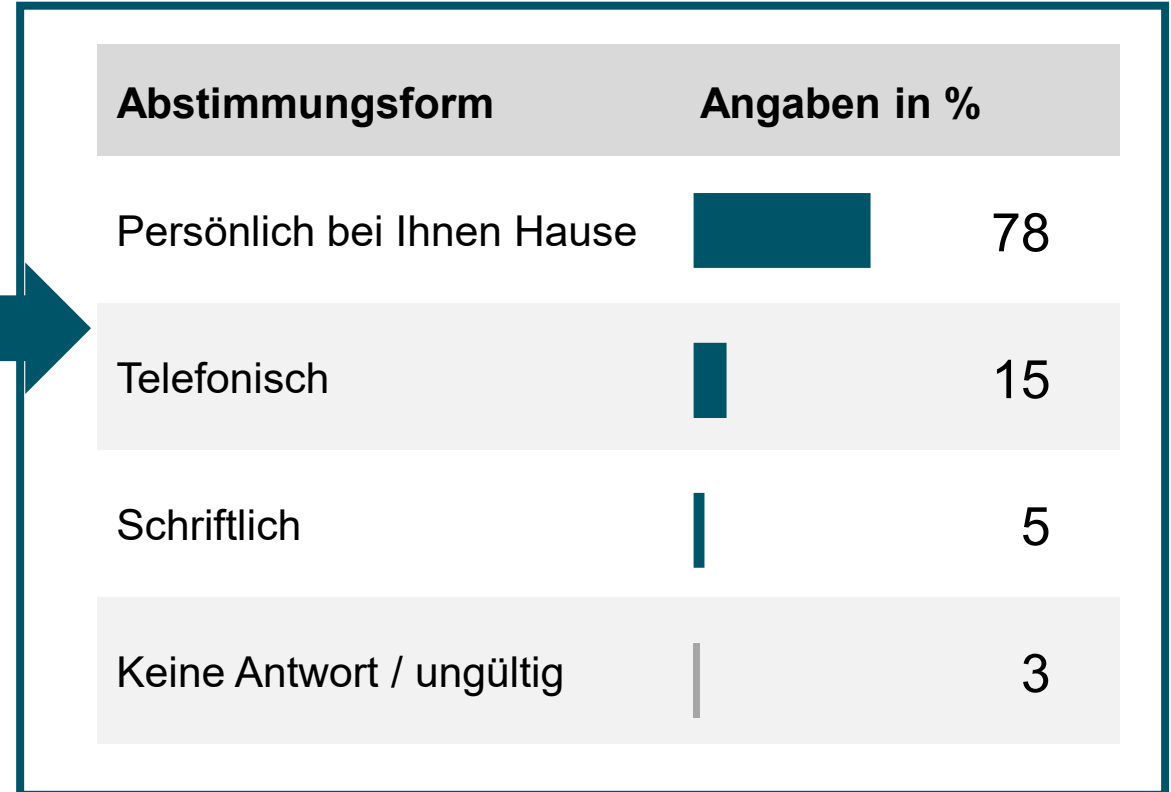 Abstimmungsform Angaben in %
Persönlich bei Ihnen Hause 78
Telefonisch 15
Schriftlich 5
Keine Antwort / ungültig 3